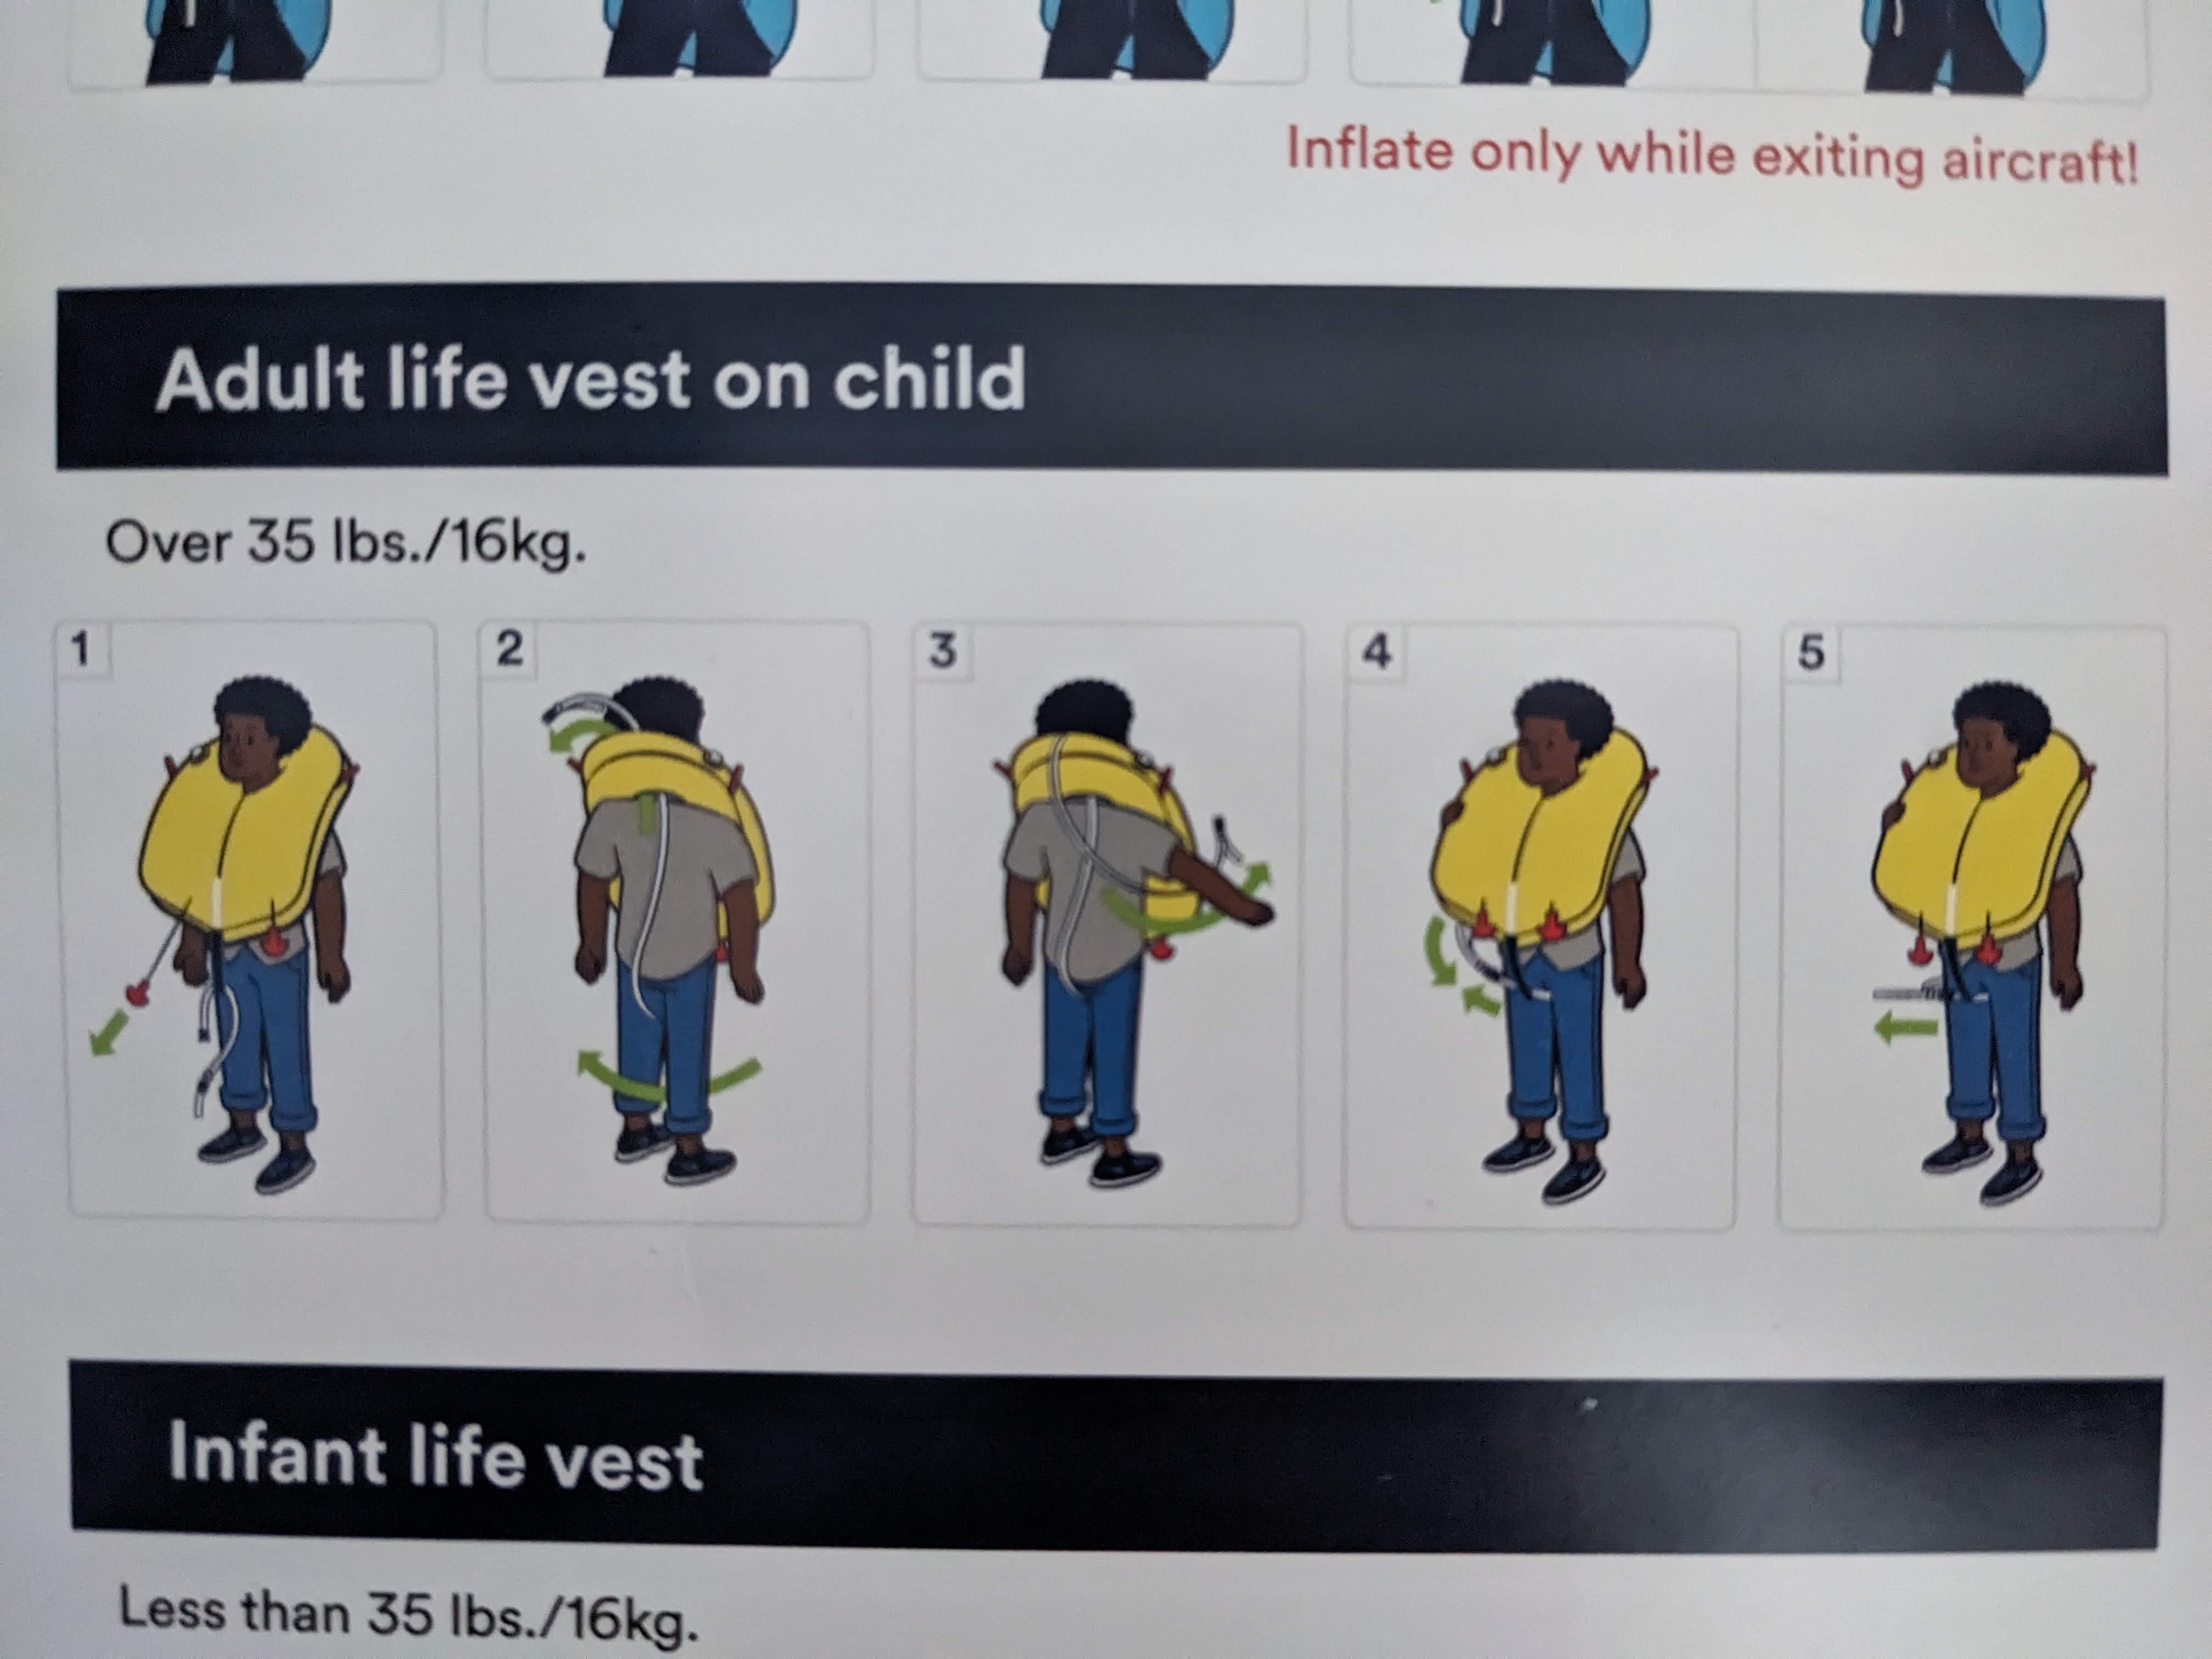 Inflate only while exiting aircraft!
Adult life vest on child
Over 35 lbs./16kg.
1
2
3
4
5
Infant life vest
Less than 35 lbs./16kg.